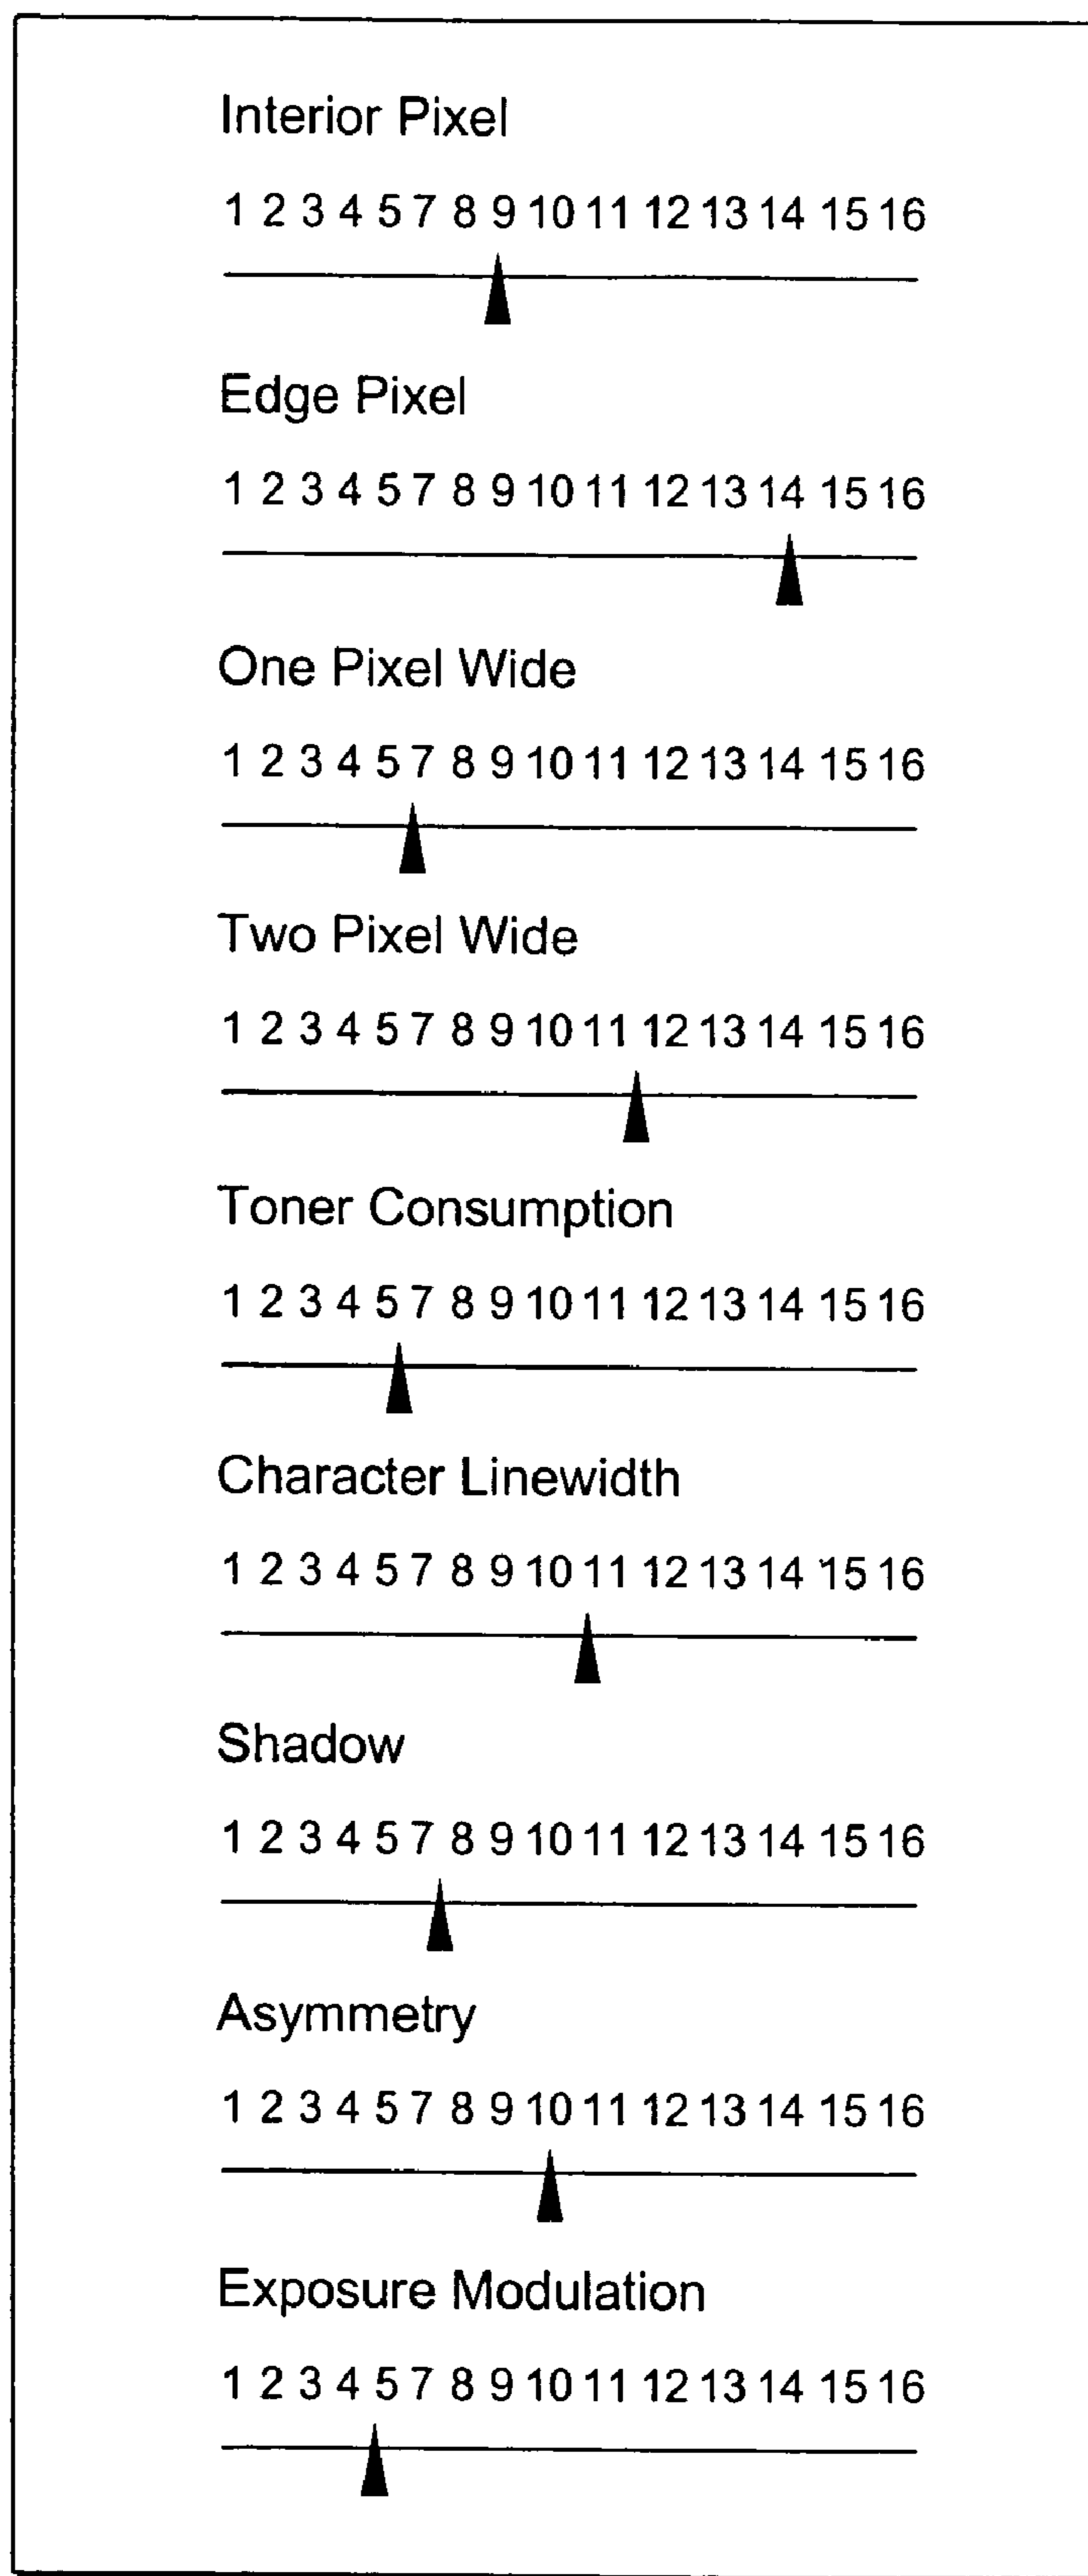 Interior Pixel
1 2 3 4 5 7 8 9 10 11 12 13 14 15 16
Edge Pixel
1 2 3 4 5 7 8 9 10 11 12 13 14 15 16
One Pixel Wide
1 2 3 4 5 7 8 9 10 11 12 13 14 15 16
Two Pixel Wide
1 2 3 4 5 7 8 9 10 11 12 13 14 15 16
Toner Consumption
1 2 3 4 5 7 8 9 10 11 12 13 14 15 16
Character Linewidth
1 2 3 4 5 7 8 9 10 11 12 13 14 15 16
Shadow
1 2 3 4 5 7 8 9 10 11 12 13 14 15 16
Asymmetry
1 2 3 4 5 7 8 9 10 11 12 13 14 15 16
Exposure Modulation
1 2 3 4 5 7 8 9 10 11 12 13 14 15 16